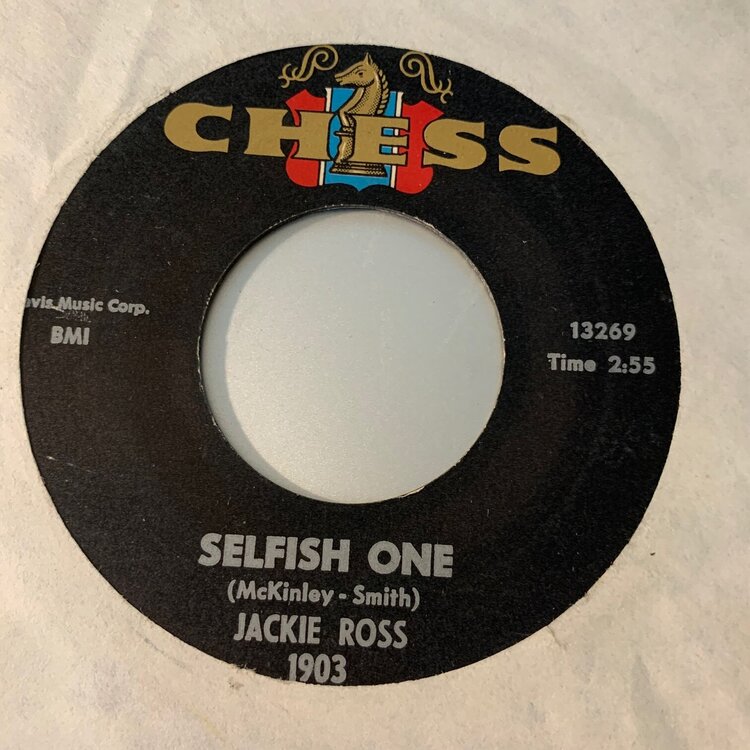 CHESS
Music Corp.
BMI
13269
Time 2:55
SELFISH ONE
(McKinley - Smith)
JACKIE ROSS
1903